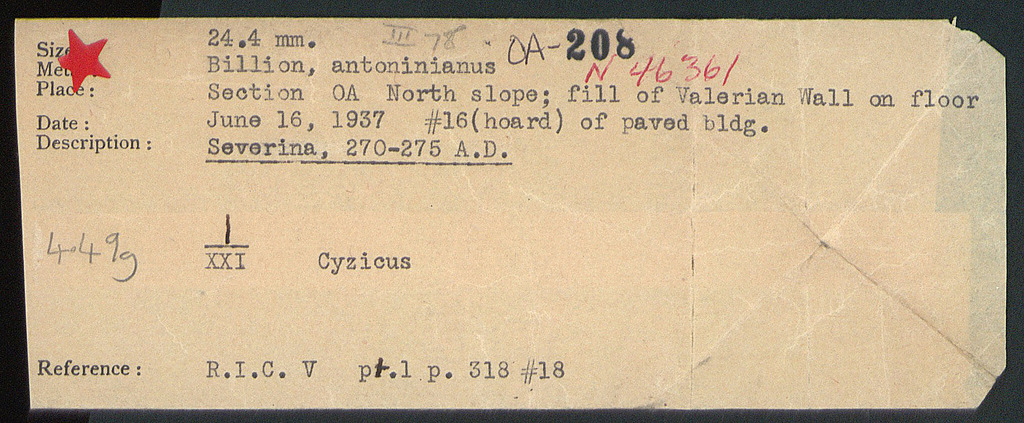 Size 24.4 mm. III 78 OA-208
Metal Billion, antoninianus N 46361
Place: Section OA North slope; fill of Valerian Wall on floor
Date: June 16, 1937 #16(hoard) of paved bldg.
Description: Severina, 270-275 A.D.
4.49g 1
XXI Cyzicus
Reference: R.I.C. V pt.1 p. 318 #18